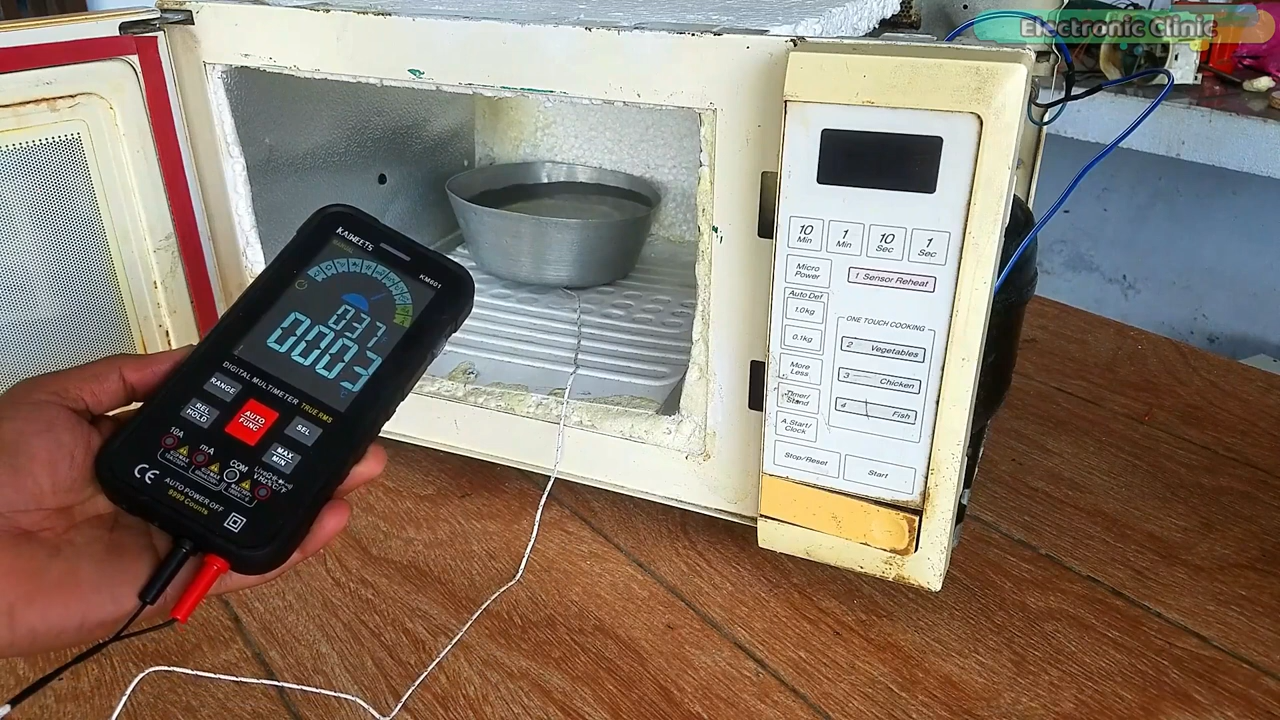 Electronic Clinic
KAIWEETS
KM601
037
0003
°C
DIGITAL MULTIMETER TRUE RMS
RANGE
REL
HOLD
AUTO
FUNC
SEL
MAX
MIN
10A
mA
COM
CE
AUTO POWER OFF
9999 Counts
10
Min
1
Min
10
Sec
1
Sec
Micro
Power
1 Sensor Reheat
Auto Def
1.0kg
0.1kg
ONE TOUCH COOKING
2 Vegetables
3 Chicken
4 Fish
More
Less
Timer/
Stand
A.Start/
Clock
Stop/Reset
Start